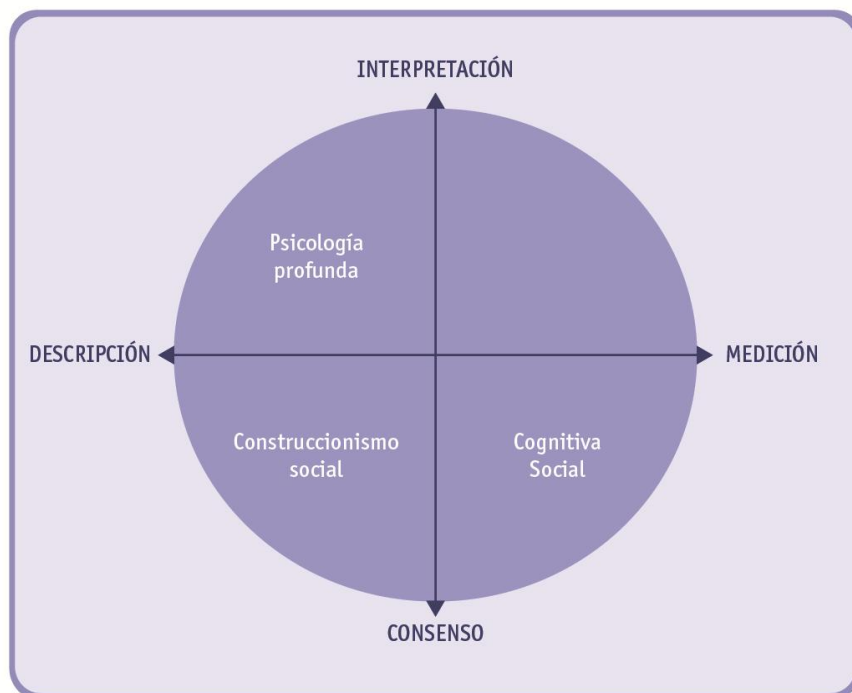 INTERPRETACIÓN
Psicología
profunda
DESCRIPCIÓN
MEDICIÓN
Construccionismo
social
Cognitiva
Social
CONSENSO